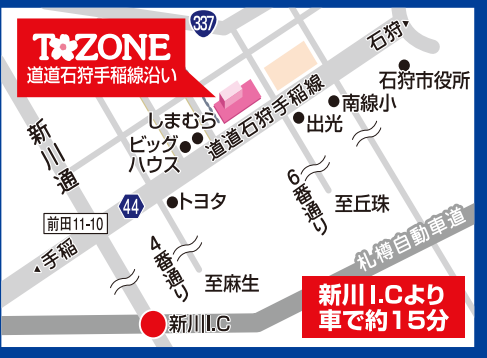 337
T✿ZONE
道道石狩手稲線沿い
石狩
石狩市役所
南線小
出光
道道石狩手稲線
しまむら
ビッグ
ハウス
新川通
44
トヨタ
6番通り
至丘珠
前田11-10
手稲
4番通り
至麻生
札樽自動車道
新川I.C
新川I.Cより
車で約15分